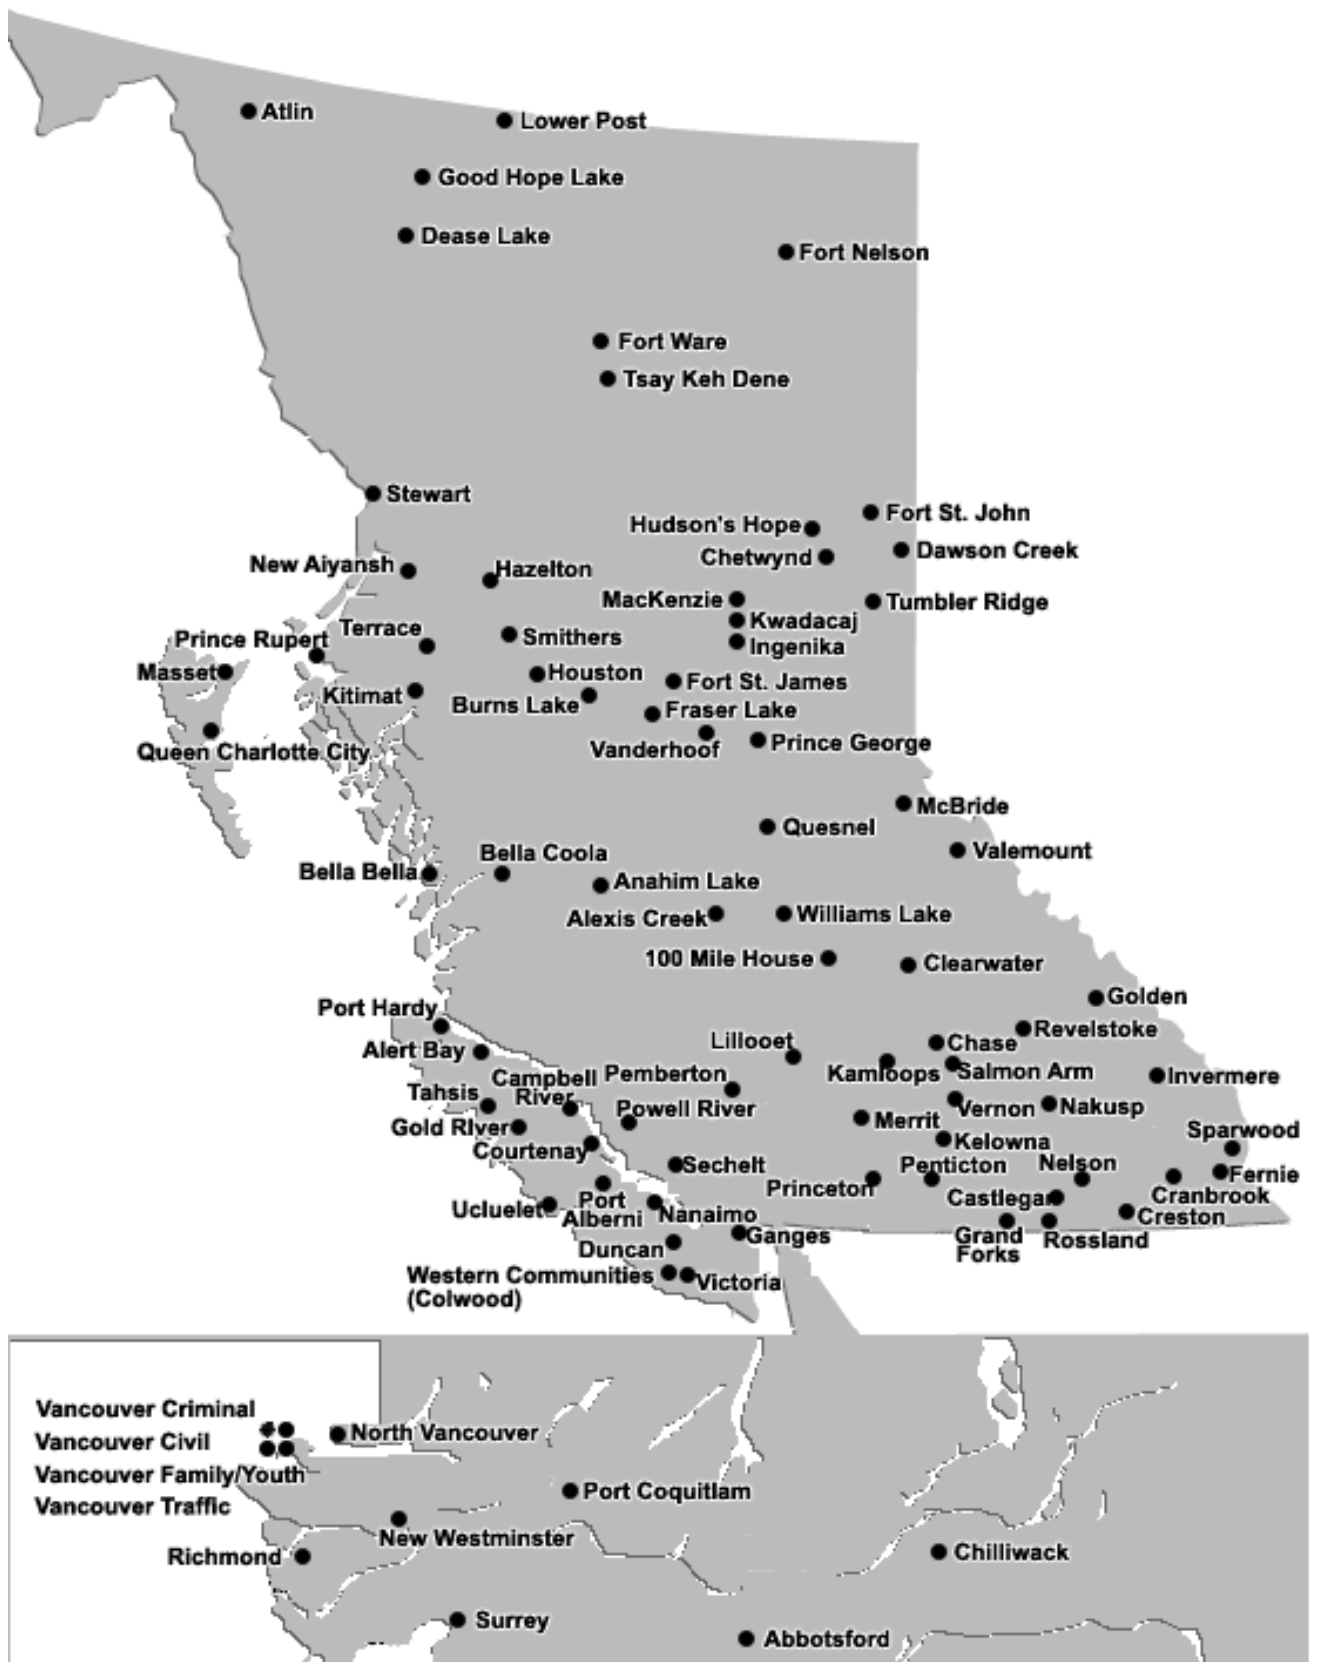 Atlin
Lower Post
Good Hope Lake
Dease Lake
Fort Nelson
Fort Ware
Tsay Keh Dene
Stewart
Fort St. John
Hudson's Hope
Dawson Creek
Chetwynd
New Aiyansh
Hazelton
MacKenzie
Tumbler Ridge
Kwadacaj
Terrace
Smithers
Prince Rupert
Ingenika
Masset
Houston
Fort St. James
Kitimat
Burns Lake
Fraser Lake
Vanderhoof
Prince George
Queen Charlotte City
McBride
Quesnel
Bella Coola
Valemount
Bella Bella
Anahim Lake
Alexis Creek
Williams Lake
100 Mile House
Clearwater
Golden
Port Hardy
Revelstoke
Lillooet
Chase
Alert Bay
Campbell
River
Pemberton
Kamloops
Salmon Arm
Invermere
Tahsis
Powell River
Vernon
Nakusp
Gold RIver
Merrit
Sparwood
Courtenay
Kelowna
Sechelt
Penticton
Nelson
Fernie
Princeton
Castlegar
Cranbrook
Ucluelet
Port
Alberni
Nanaimo
Creston
Ganges
Grand
Forks
Rossland
Duncan
Western Communities
(Colwood)
Victoria
Vancouver Criminal
North Vancouver
Vancouver Civil
Vancouver Family/Youth
Port Coquitlam
Vancouver Traffic
New Westminster
Richmond
Chilliwack
Surrey
Abbotsford